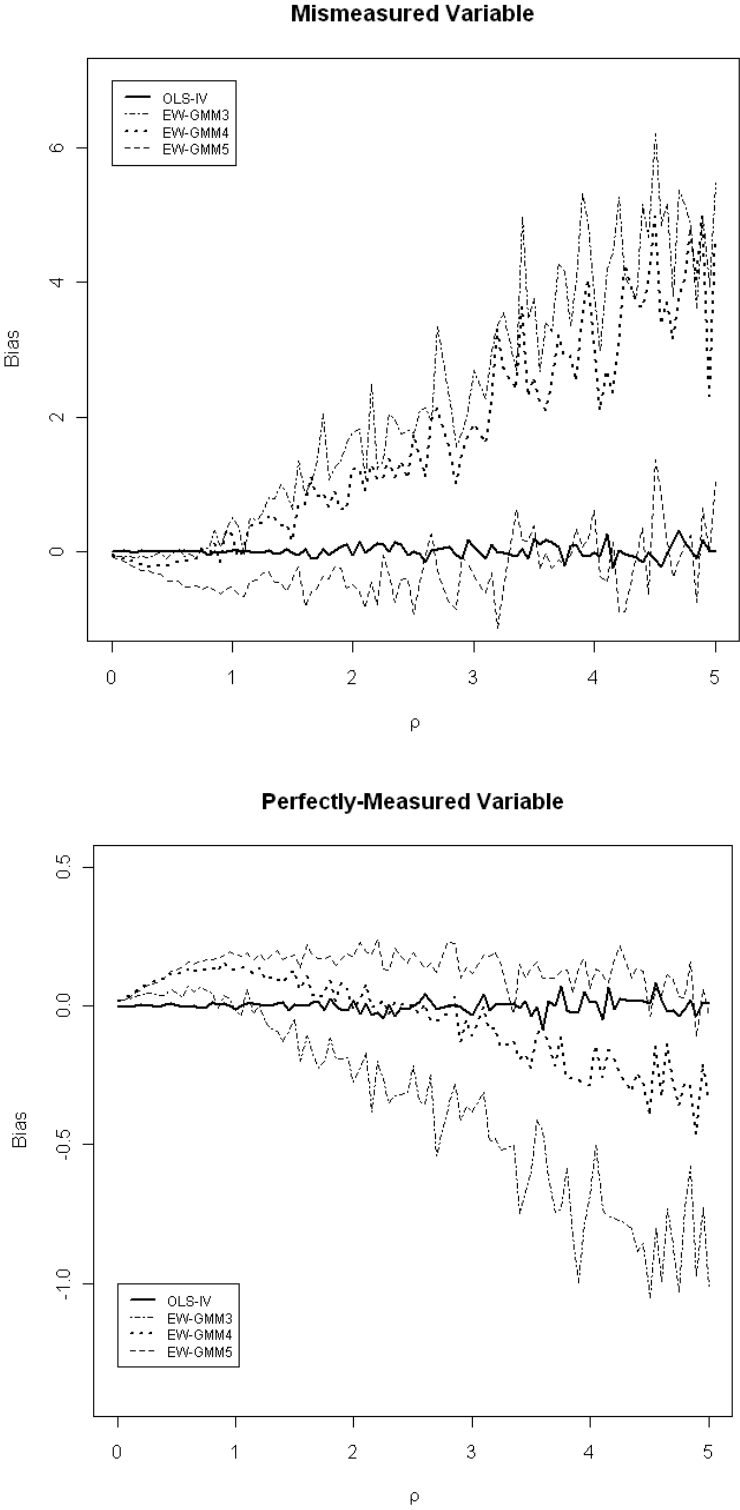 Mismeasured Variable
OLS-IV
EW-GMM3
EW-GMM4
EW-GMM5
6
4
2
0
Bias
0 1 2 3 4 5
ρ
Perfectly-Measured Variable
0.5
0.0
-0.5
-1.0
Bias
OLS-IV
EW-GMM3
EW-GMM4
EW-GMM5
0 1 2 3 4 5
ρ